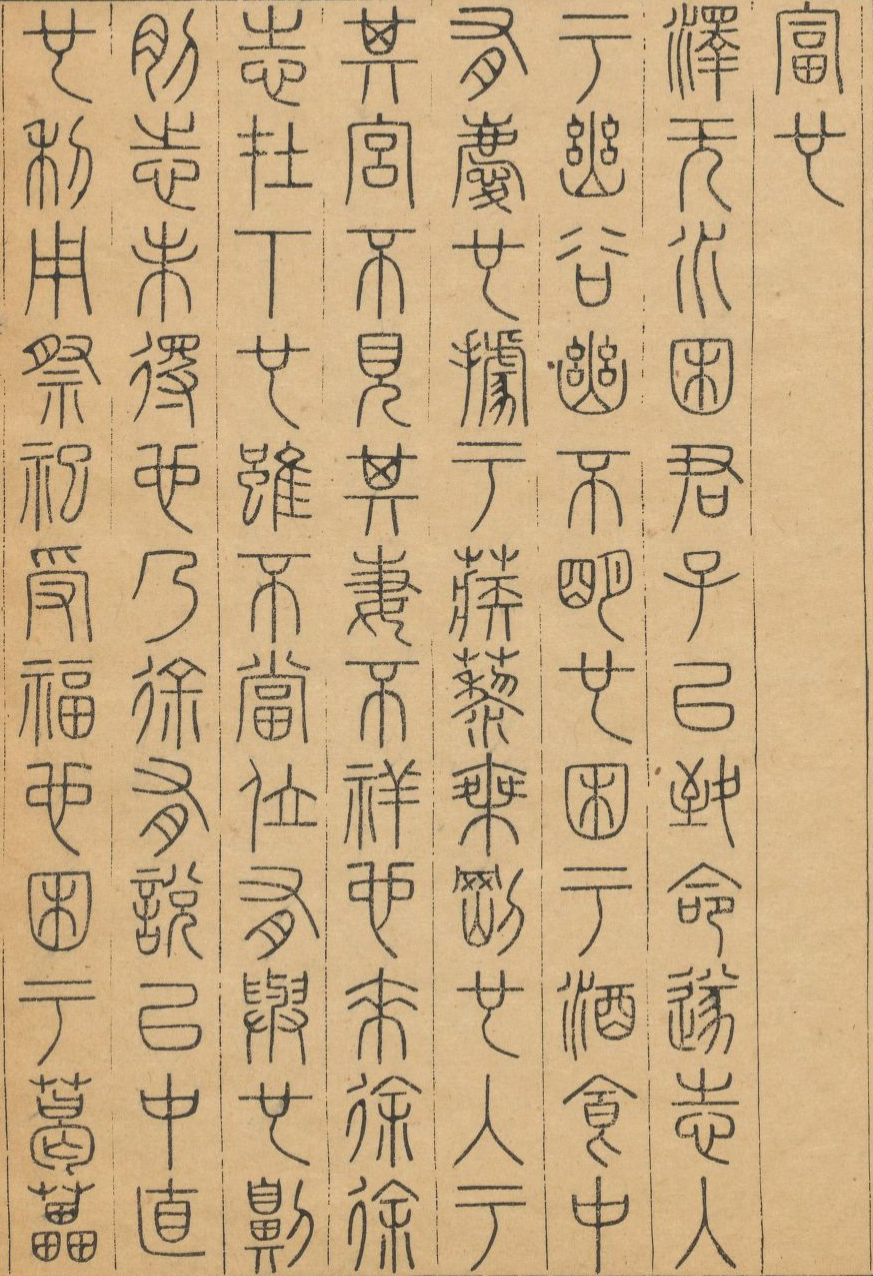 富也
澤无水困君子㠯致命遂志入
于幽谷幽不明也困于酒食中
有慶也據于蒺藜乘剛也入于
其宮不見其妻不祥也來徐徐
志在下也雖不當位有與也劓
刖志未得也乃徐有說㠯中直
也利用祭祀受福也困于葛藟